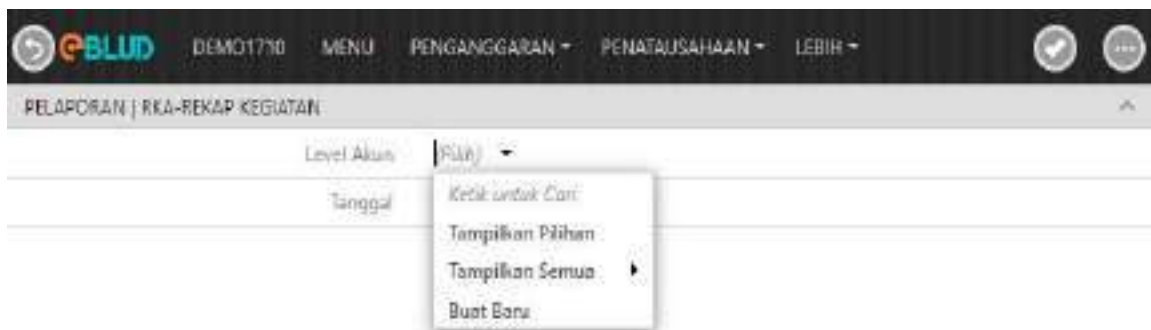 eBLUD DEMO1710 MENU PENGANGGARAN PENATAUSAHAAN LEBIH
PELAPORAN | RKA-REKAP KEGIATAN
Level Akun (Pilih)
Tanggal
Ketik untuk Cari
Tampilkan Pilihan
Tampilkan Semua
Buat Baru